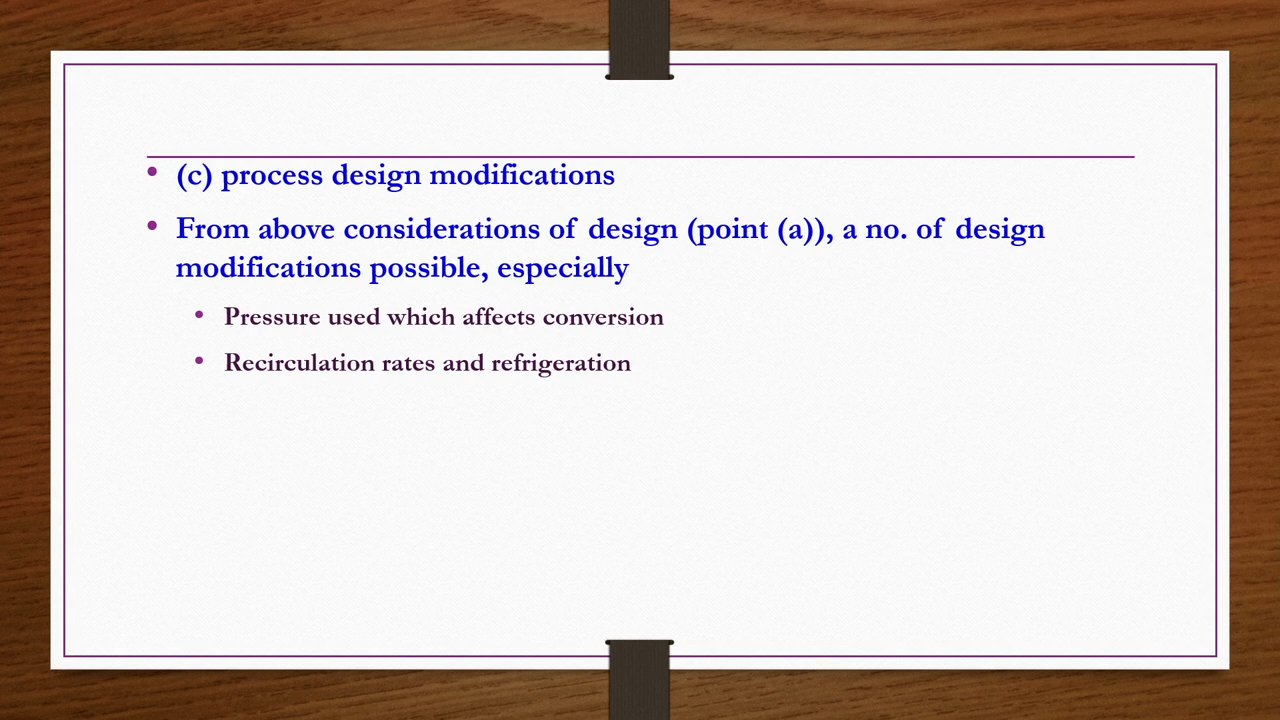 • (c) process design modifications
• From above considerations of design (point (a)), a no. of design
modifications possible, especially
• Pressure used which affects conversion
• Recirculation rates and refrigeration